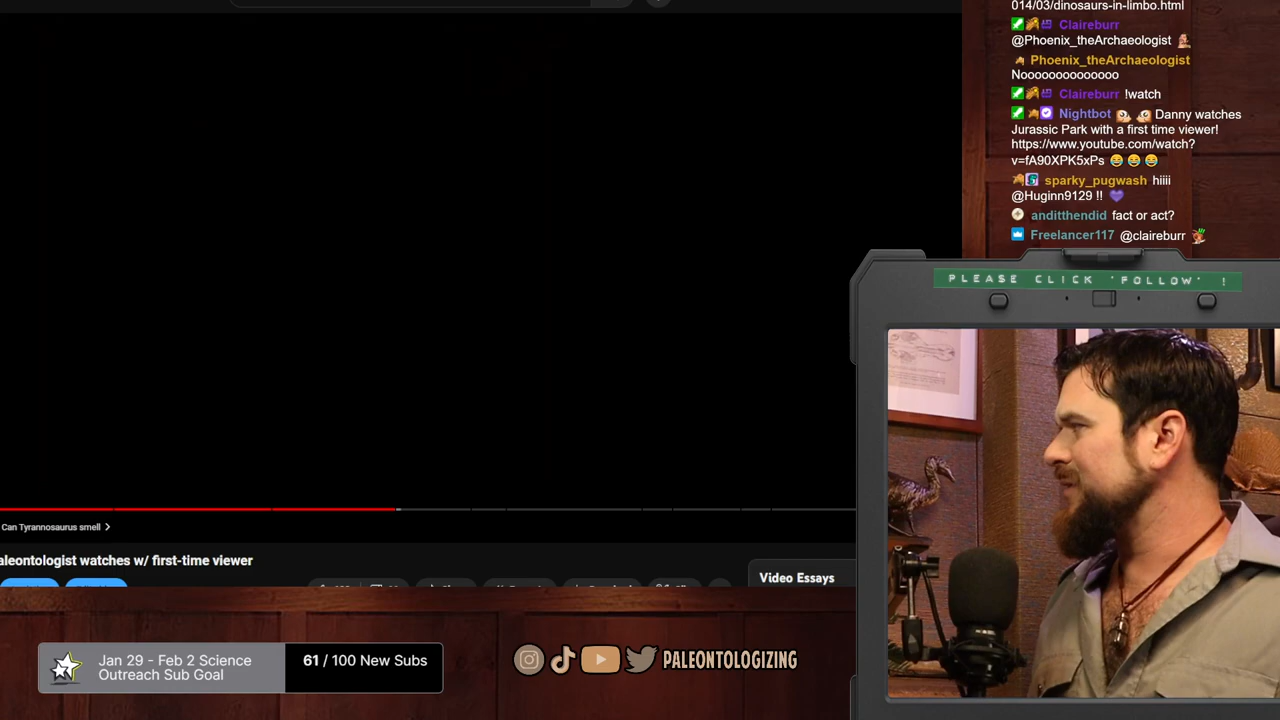 014/03/dinosaurs-in-limbo.html
Claireburr
@Phoenix_theArchaeologist
Phoenix_theArchaeologist
Noooooooooooooo
Claireburr !watch
Nightbot Danny watches
Jurassic Park with a first time viewer!
https://www.youtube.com/watch?
v=fA90XPK5xPs
sparky_pugwash hiiii
@Huginn9129 !!
anditthendid fact or act?
Freelancer117 @claireburr
PLEASE CLICK 'FOLLOW' !
Can Tyrannosaurus smell
aleontologist watches w/ first-time viewer
Video Essays
Jan 29 - Feb 2 Science
Outreach Sub Goal
61 / 100 New Subs
PALEONTOLOGIZING